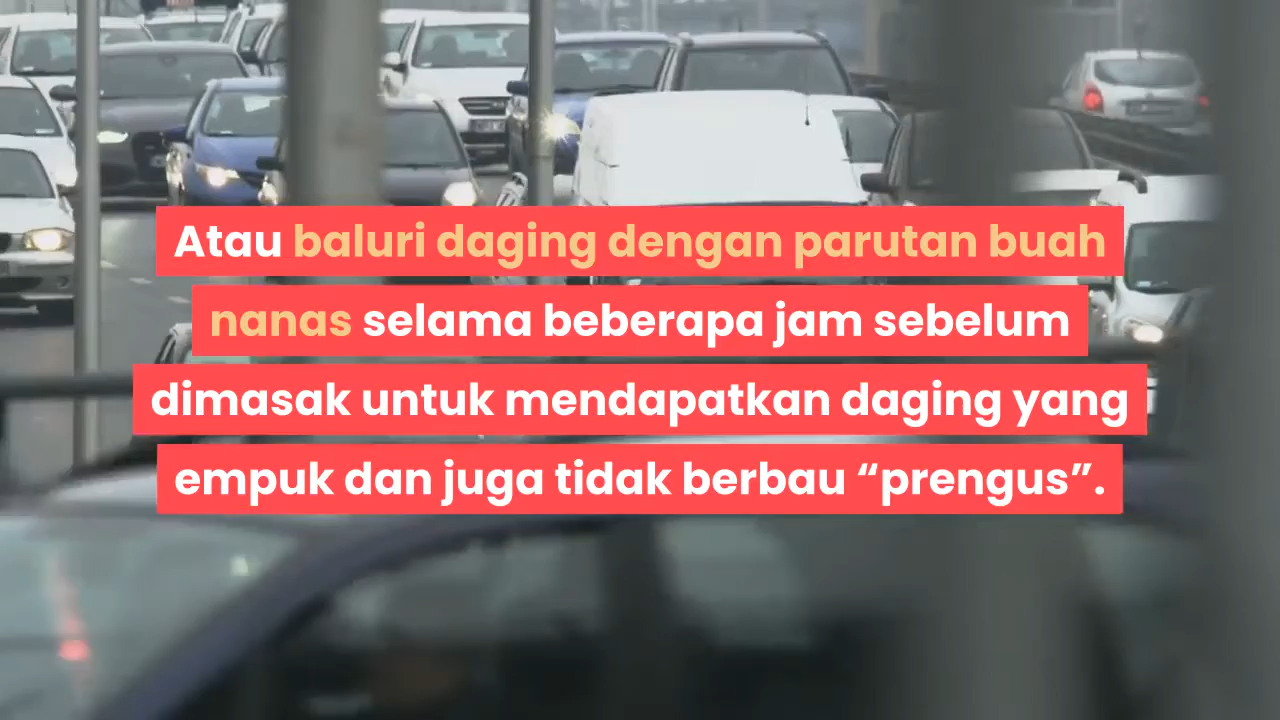 Atau baluri daging dengan parutan buah
nanas selama beberapa jam sebelum
dimasak untuk mendapatkan daging yang
empuk dan juga tidak berbau “prengus”.